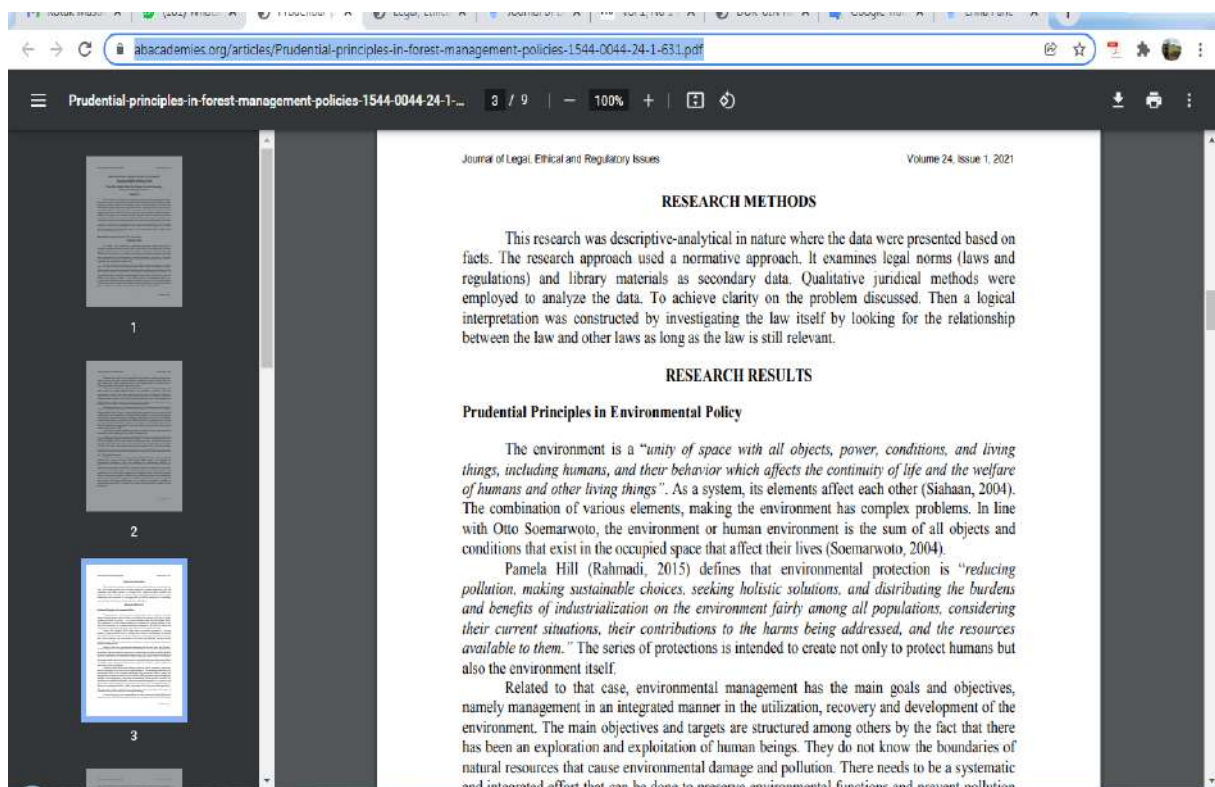 abacademies.org/articles/Prudential-principles-in-forest-management-policies-1544-0044-24-1-631.pdf
Prudential-principles-in-forest-management-policies-1544-0044-24-1-... 3 / 9 | − 100% + |
Journal of Legal, Ethical and Regulatory Issues Volume 24, Issue 1, 2021
RESEARCH METHODS
This research was descriptive-analytical in nature where the data were presented based on
facts. The research approach used a normative approach. It examines legal norms (laws and
regulations) and library materials as secondary data. Qualitative juridical methods were
employed to analyze the data. To achieve clarity on the problem discussed. Then a logical
interpretation was constructed by investigating the law itself by looking for the relationship
between the law and other laws as long as the law is still relevant.
RESEARCH RESULTS
Prudential Principles in Environmental Policy
The environment is a “unity of space with all objects, power, conditions, and living
things, including humans, and their behavior which affects the continuity of life and the welfare
of humans and other living things”. As a system, its elements affect each other (Siahaan, 2004).
The combination of various elements, making the environment has complex problems. In line
with Otto Soemarwoto, the environment or human environment is the sum of all objects and
conditions that exist in the occupied space that affect their lives (Soemarwoto, 2004).
Pamela Hill (Rahmadi, 2015) defines that environmental protection is “reducing
pollution, making sustainable choices, seeking holistic solutions, and distributing the burdens
and benefits of industrialization on the environment fairly among all populations, considering
their current situations, their contributions to the harms being addressed, and the resources
available to them.” The series of protections is intended to create not only to protect humans but
also the environment itself.
Related to that case, environmental management has the main goals and objectives,
namely management in an integrated manner in the utilization, recovery and development of the
environment. The main objectives and targets are structured among others by the fact that there
has been an exploration and exploitation of human beings. They do not know the boundaries of
natural resources that cause environmental damage and pollution. There needs to be a systematic
and integrated effort that can be done to preserve environmental functions and prevent pollution
1
2
3